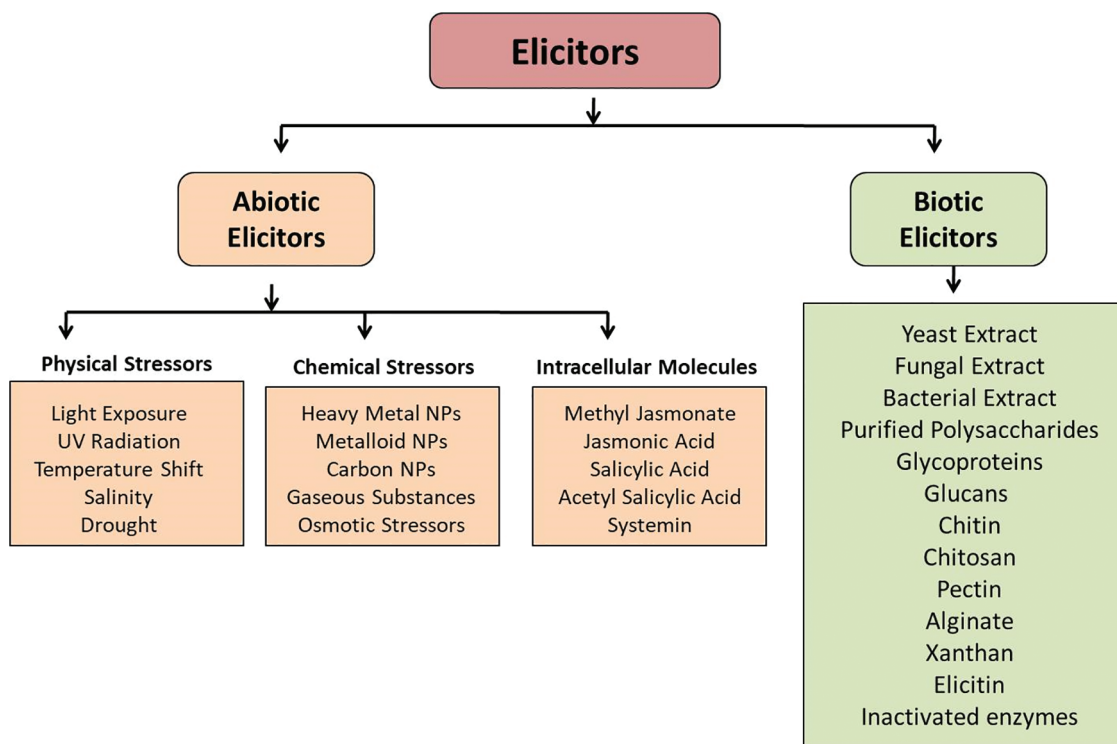 Elicitors
Abiotic
Elicitors
Biotic
Elicitors
Physical Stressors
Light Exposure
UV Radiation
Temperature Shift
Salinity
Drought
Chemical Stressors
Heavy Metal NPs
Metalloid NPs
Carbon NPs
Gaseous Substances
Osmotic Stressors
Intracellular Molecules
Methyl Jasmonate
Jasmonic Acid
Salicylic Acid
Acetyl Salicylic Acid
Systemin
Yeast Extract
Fungal Extract
Bacterial Extract
Purified Polysaccharides
Glycoproteins
Glucans
Chitin
Chitosan
Pectin
Alginate
Xanthan
Elicitin
Inactivated enzymes